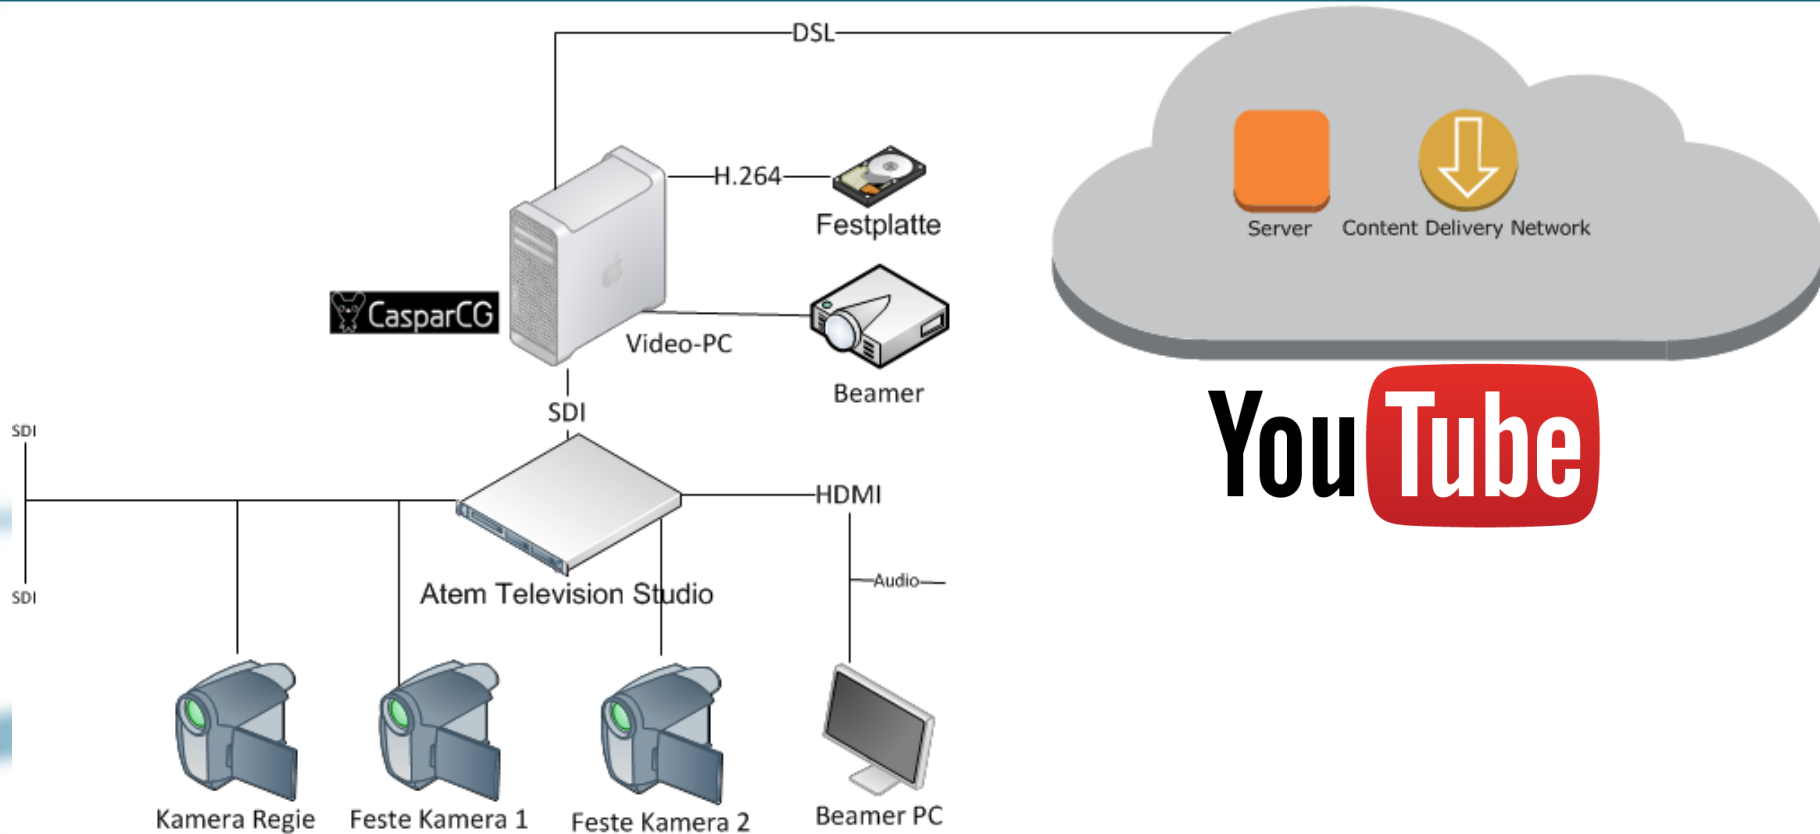 DSL
H.264
Festplatte
Server
Content Delivery Network
CasparCG
Video-PC
Beamer
YouTube
SDI
SDI
HDMI
Audio
SDI
Atem Television Studio
Kamera Regie
Feste Kamera 1
Feste Kamera 2
Beamer PC